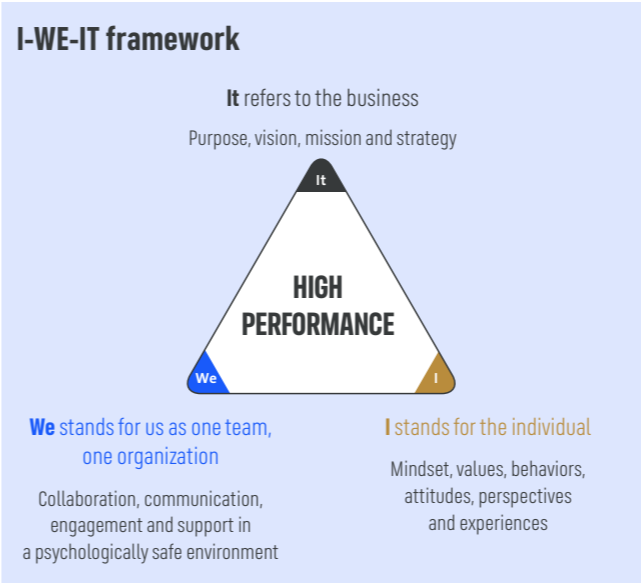 I-WE-IT framework
It refers to the business
Purpose, vision, mission and strategy
It
HIGH
PERFORMANCE
We
I
We stands for us as one team,
one organization
Collaboration, communication,
engagement and support in
a psychologically safe environment
I stands for the individual
Mindset, values, behaviors,
attitudes, perspectives
and experiences